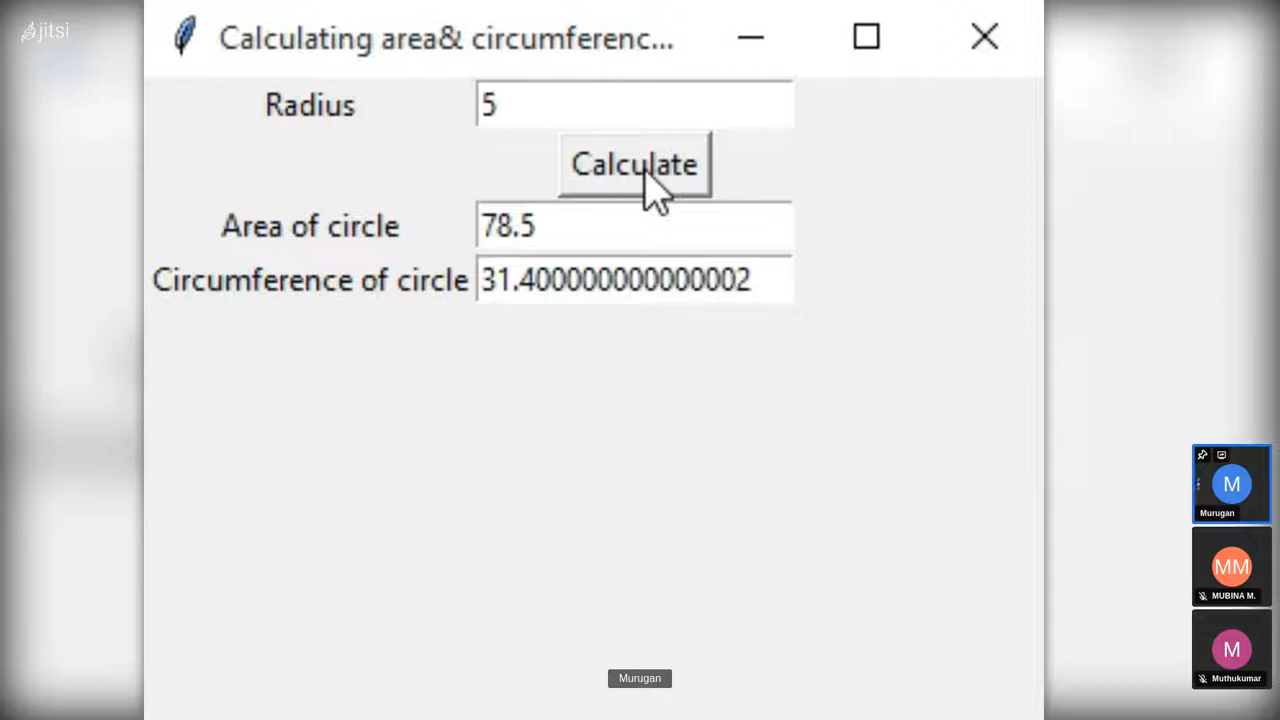 jitsi
Calculating area& circumferenc...
Radius 5
Calculate
Area of circle 78.5
Circumference of circle 31.400000000000002
M
Murugan
MM
MUBINA M.
M
Muthukumar
Murugan